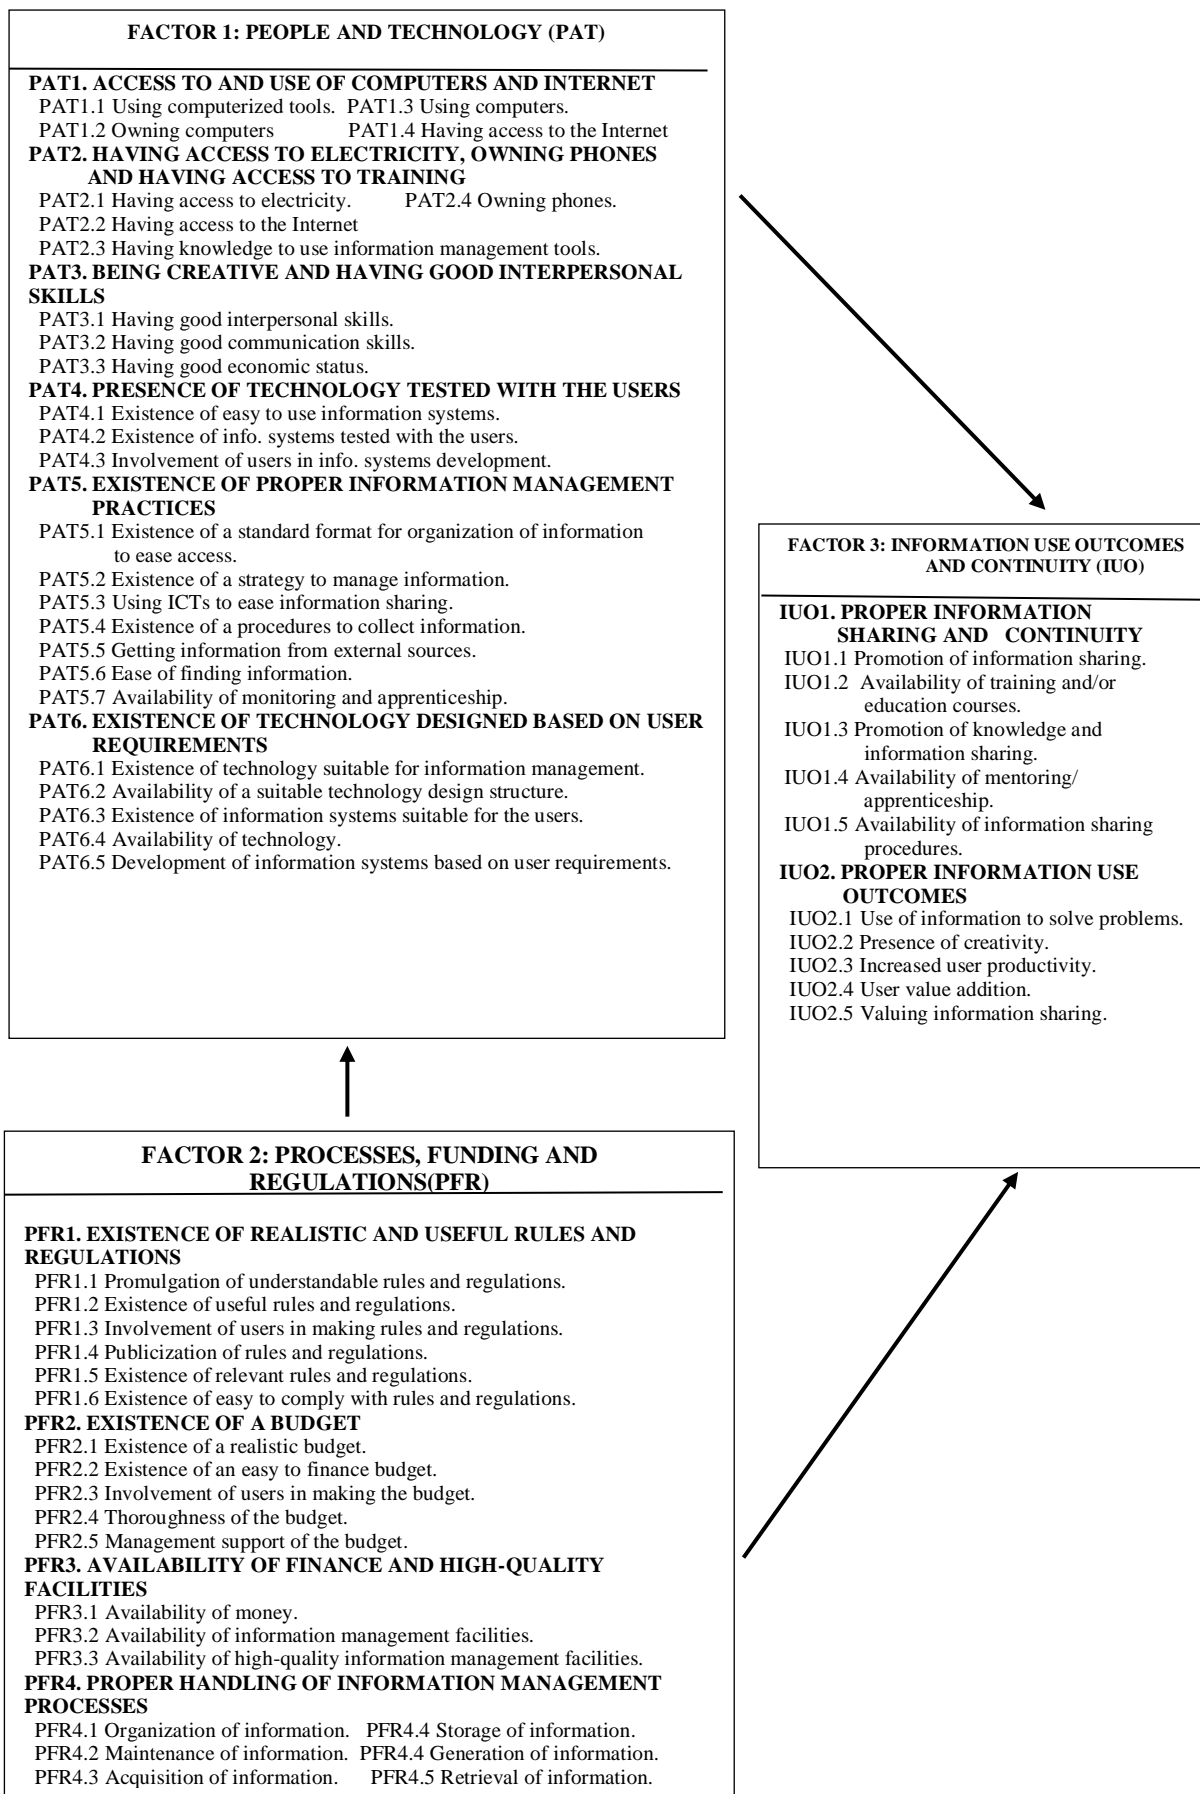 FACTOR 1: PEOPLE AND TECHNOLOGY (PAT)
PAT1. ACCESS TO AND USE OF COMPUTERS AND INTERNET
PAT1.1 Using computerized tools. PAT1.3 Using computers.
PAT1.2 Owning computers PAT1.4 Having access to the Internet
PAT2. HAVING ACCESS TO ELECTRICITY, OWNING PHONES
AND HAVING ACCESS TO TRAINING
PAT2.1 Having access to electricity. PAT2.4 Owning phones.
PAT2.2 Having access to the Internet
PAT2.3 Having knowledge to use information management tools.
PAT3. BEING CREATIVE AND HAVING GOOD INTERPERSONAL
SKILLS
PAT3.1 Having good interpersonal skills.
PAT3.2 Having good communication skills.
PAT3.3 Having good economic status.
PAT4. PRESENCE OF TECHNOLOGY TESTED WITH THE USERS
PAT4.1 Existence of easy to use information systems.
PAT4.2 Existence of info. systems tested with the users.
PAT4.3 Involvement of users in info. systems development.
PAT5. EXISTENCE OF PROPER INFORMATION MANAGEMENT
PRACTICES
PAT5.1 Existence of a standard format for organization of information
to ease access.
PAT5.2 Existence of a strategy to manage information.
PAT5.3 Using ICTs to ease information sharing.
PAT5.4 Existence of a procedures to collect information.
PAT5.5 Getting information from external sources.
PAT5.6 Ease of finding information.
PAT5.7 Availability of monitoring and apprenticeship.
PAT6. EXISTENCE OF TECHNOLOGY DESIGNED BASED ON USER
REQUIREMENTS
PAT6.1 Existence of technology suitable for information management.
PAT6.2 Availability of a suitable technology design structure.
PAT6.3 Existence of information systems suitable for the users.
PAT6.4 Availability of technology.
PAT6.5 Development of information systems based on user requirements.
FACTOR 3: INFORMATION USE OUTCOMES
AND CONTINUITY (IUO)
IUO1. PROPER INFORMATION
SHARING AND CONTINUITY
IUO1.1 Promotion of information sharing.
IUO1.2 Availability of training and/or
education courses.
IUO1.3 Promotion of knowledge and
information sharing.
IUO1.4 Availability of mentoring/
apprenticeship.
IUO1.5 Availability of information sharing
procedures.
IUO2. PROPER INFORMATION USE
OUTCOMES
IUO2.1 Use of information to solve problems.
IUO2.2 Presence of creativity.
IUO2.3 Increased user productivity.
IUO2.4 User value addition.
IUO2.5 Valuing information sharing.
FACTOR 2: PROCESSES, FUNDING AND
REGULATIONS(PFR)
PFR1. EXISTENCE OF REALISTIC AND USEFUL RULES AND
REGULATIONS
PFR1.1 Promulgation of understandable rules and regulations.
PFR1.2 Existence of useful rules and regulations.
PFR1.3 Involvement of users in making rules and regulations.
PFR1.4 Publicization of rules and regulations.
PFR1.5 Existence of relevant rules and regulations.
PFR1.6 Existence of easy to comply with rules and regulations.
PFR2. EXISTENCE OF A BUDGET
PFR2.1 Existence of a realistic budget.
PFR2.2 Existence of an easy to finance budget.
PFR2.3 Involvement of users in making the budget.
PFR2.4 Thoroughness of the budget.
PFR2.5 Management support of the budget.
PFR3. AVAILABILITY OF FINANCE AND HIGH-QUALITY
FACILITIES
PFR3.1 Availability of money.
PFR3.2 Availability of information management facilities.
PFR3.3 Availability of high-quality information management facilities.
PFR4. PROPER HANDLING OF INFORMATION MANAGEMENT
PROCESSES
PFR4.1 Organization of information. PFR4.4 Storage of information.
PFR4.2 Maintenance of information. PFR4.4 Generation of information.
PFR4.3 Acquisition of information. PFR4.5 Retrieval of information.